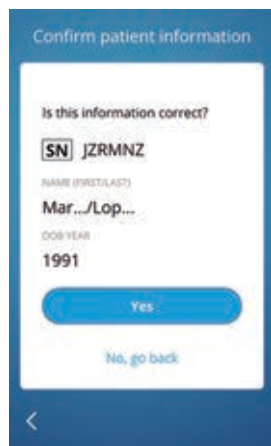 Confirm patient information
Is this information correct?
SN JZRMNZ
NAME (FIRST/LAST)
Mar.../Lop...
DOB YEAR
1991
Yes
No, go back